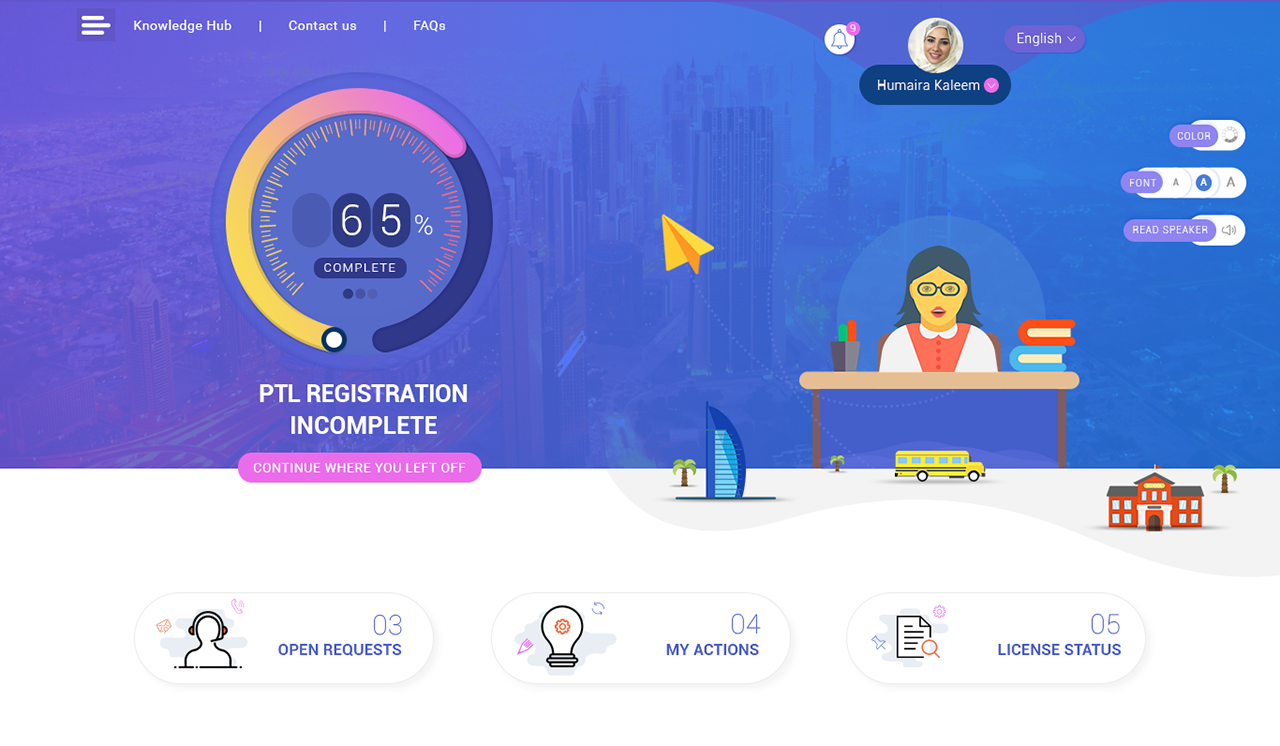 Knowledge Hub | Contact us | FAQs
9
English
Humaira Kaleem
COLOR
FONT A A A
READ SPEAKER
65%
COMPLETE
PTL REGISTRATION
INCOMPLETE
CONTINUE WHERE YOU LEFT OFF
03
OPEN REQUESTS
04
MY ACTIONS
05
LICENSE STATUS